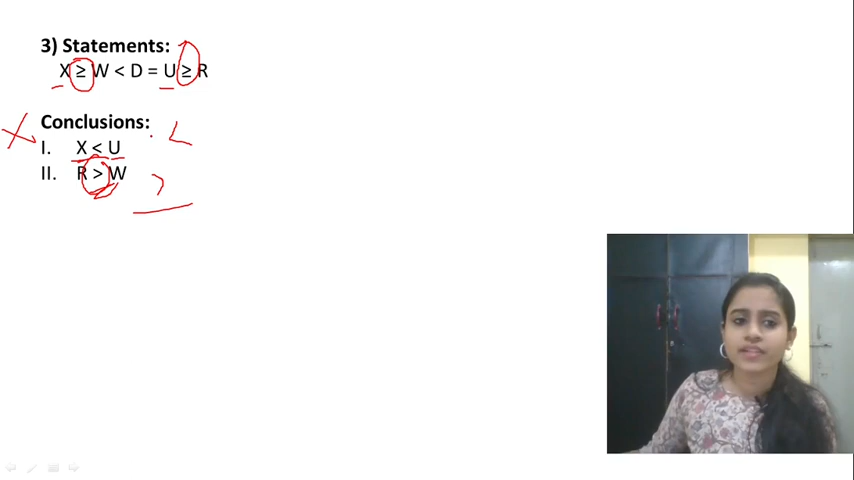 3) Statements:
X ≥ W < D = U ≥ R
Conclusions:
I. X < U
II. R > W